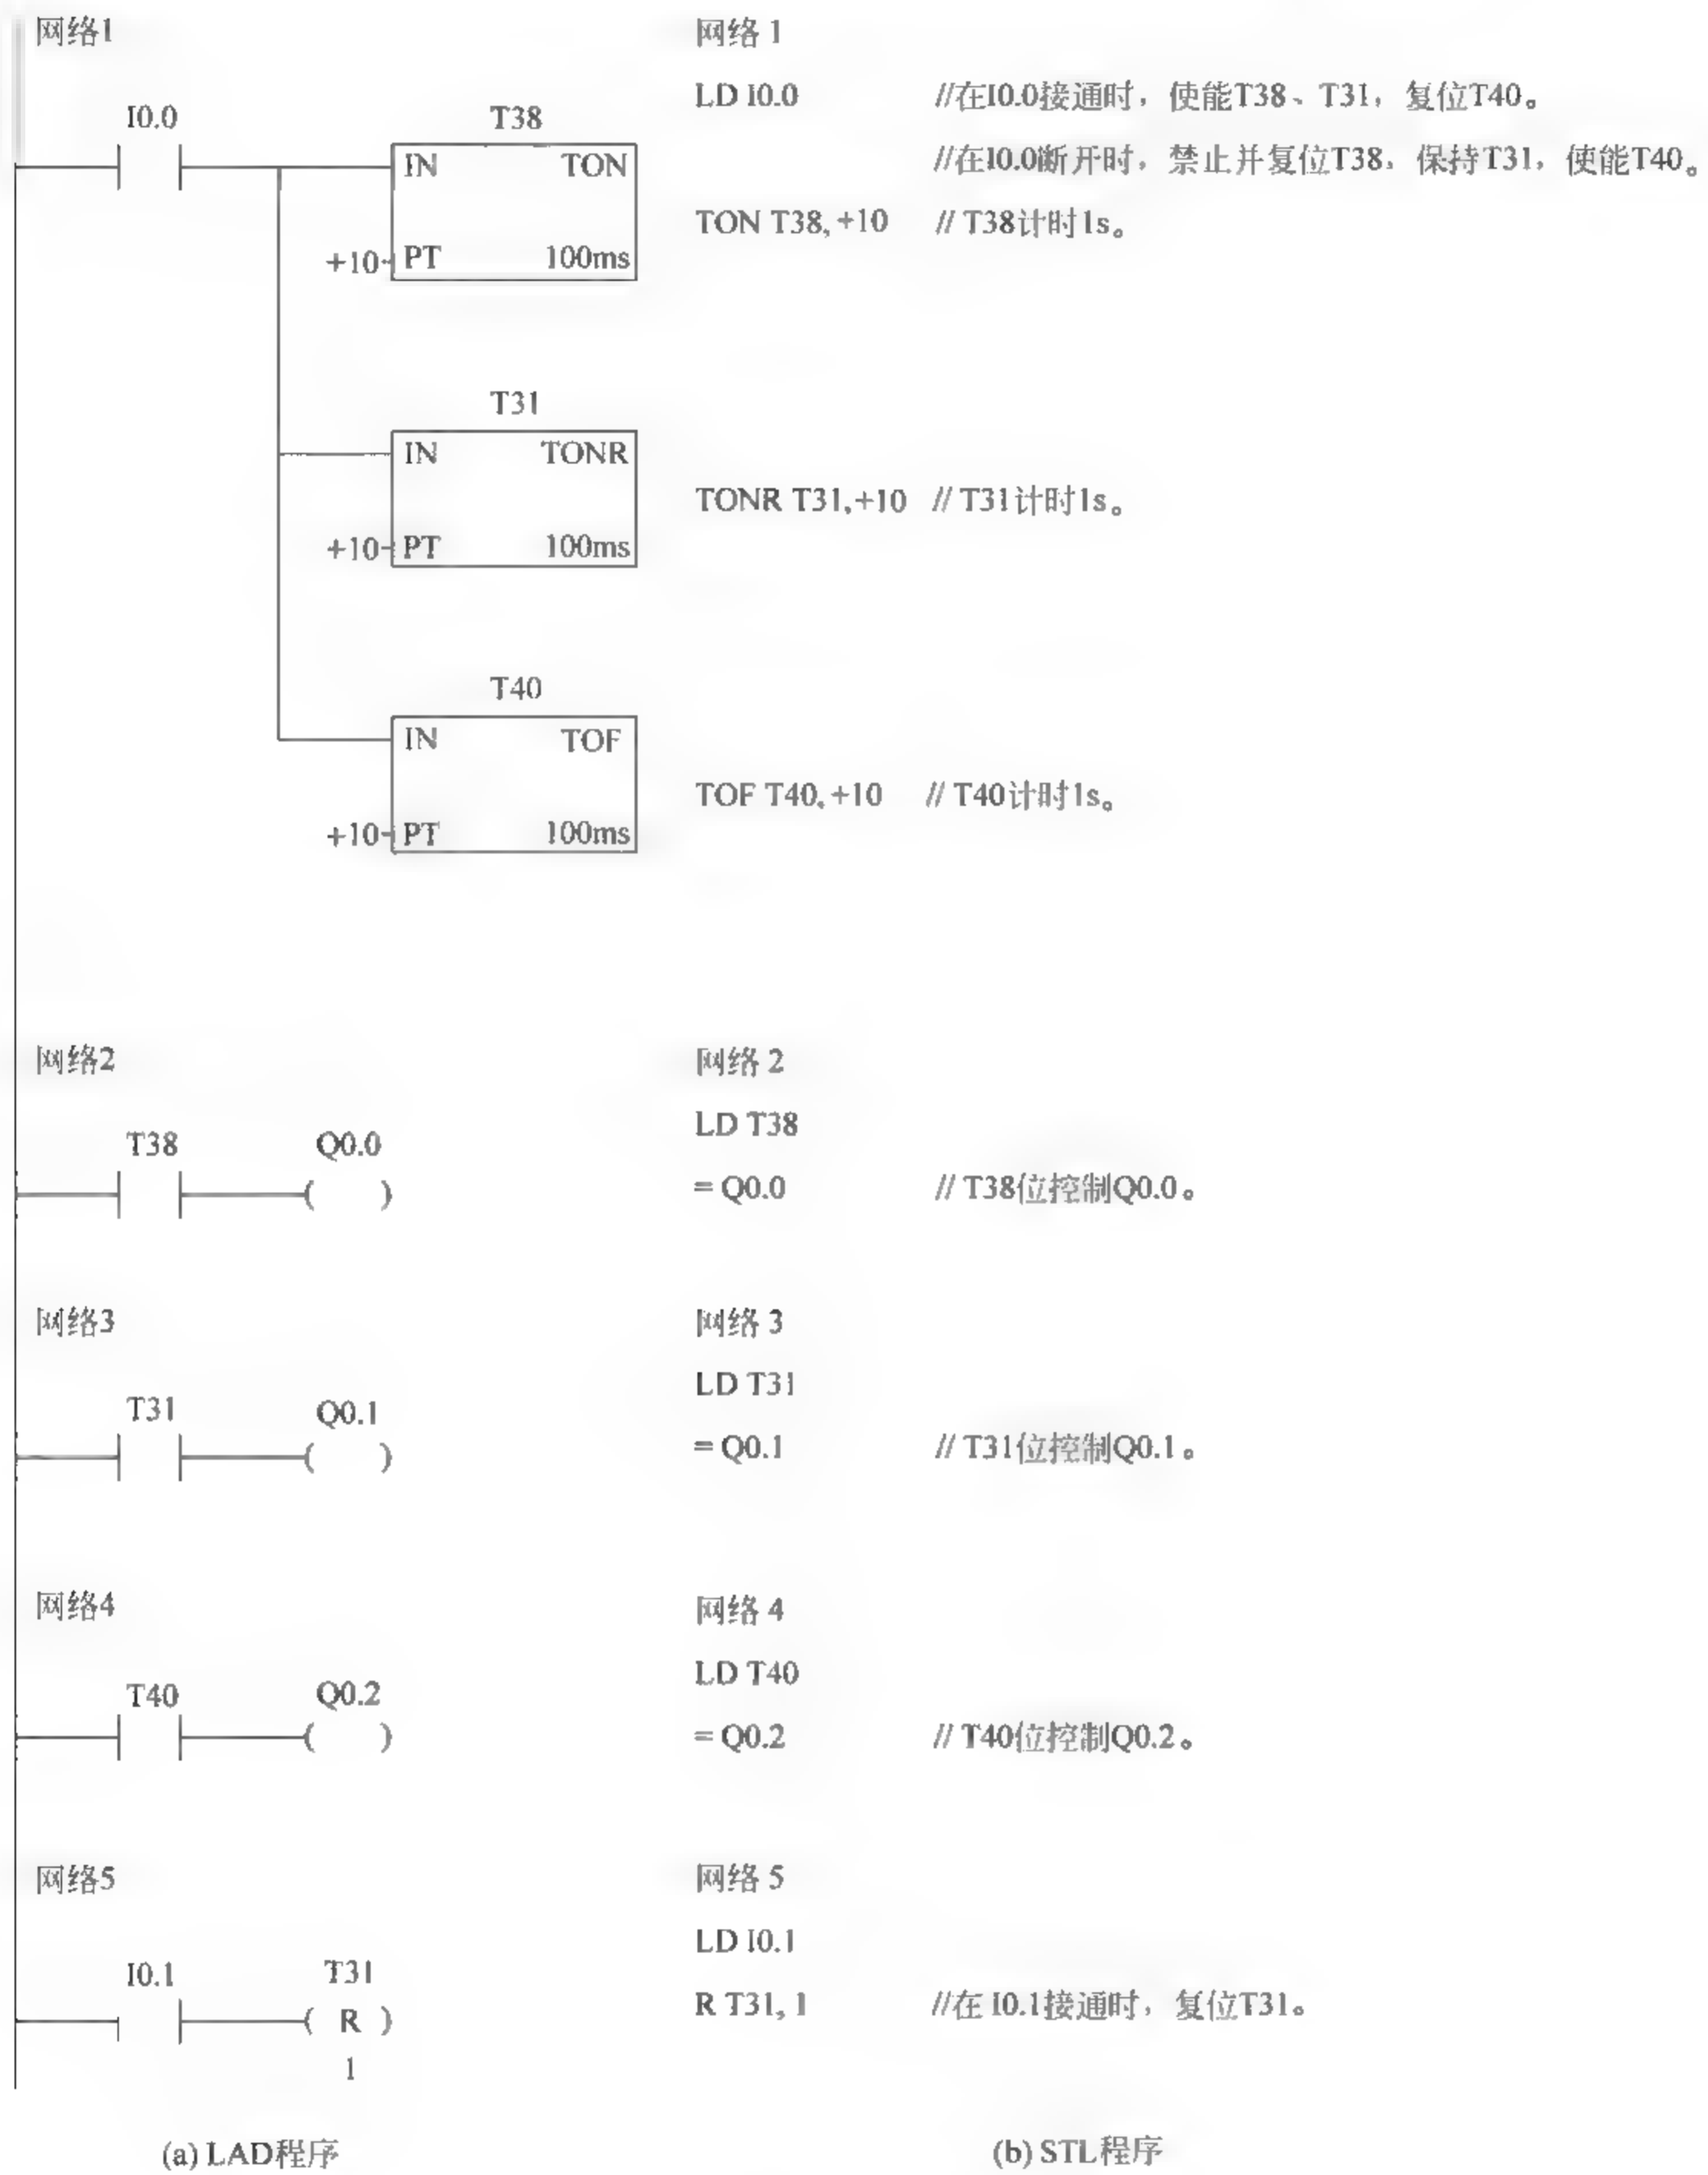 网络1
I0.0
T38
IN TON
+10 PT 100ms
T31
IN TONR
+10 PT 100ms
T40
IN TOF
+10 PT 100ms
网络2
T38 Q0.0
( )
网络3
T31 Q0.1
( )
网络4
T40 Q0.2
( )
网络5
I0.1 T31
( R )
1
(a) LAD程序
网络 1
LD I0.0 //在I0.0接通时，使能T38、T31，复位T40。
//在I0.0断开时，禁止并复位T38，保持T31，使能T40。
TON T38, +10 // T38计时1s。
TONR T31,+10 // T31计时1s。
TOF T40, +10 // T40计时1s。
网络 2
LD T38
= Q0.0 // T38位控制Q0.0。
网络 3
LD T31
= Q0.1 // T31位控制Q0.1。
网络 4
LD T40
= Q0.2 // T40位控制Q0.2。
网络 5
LD I0.1
R T31, 1 //在 I0.1接通时，复位T31。
(b) STL程序